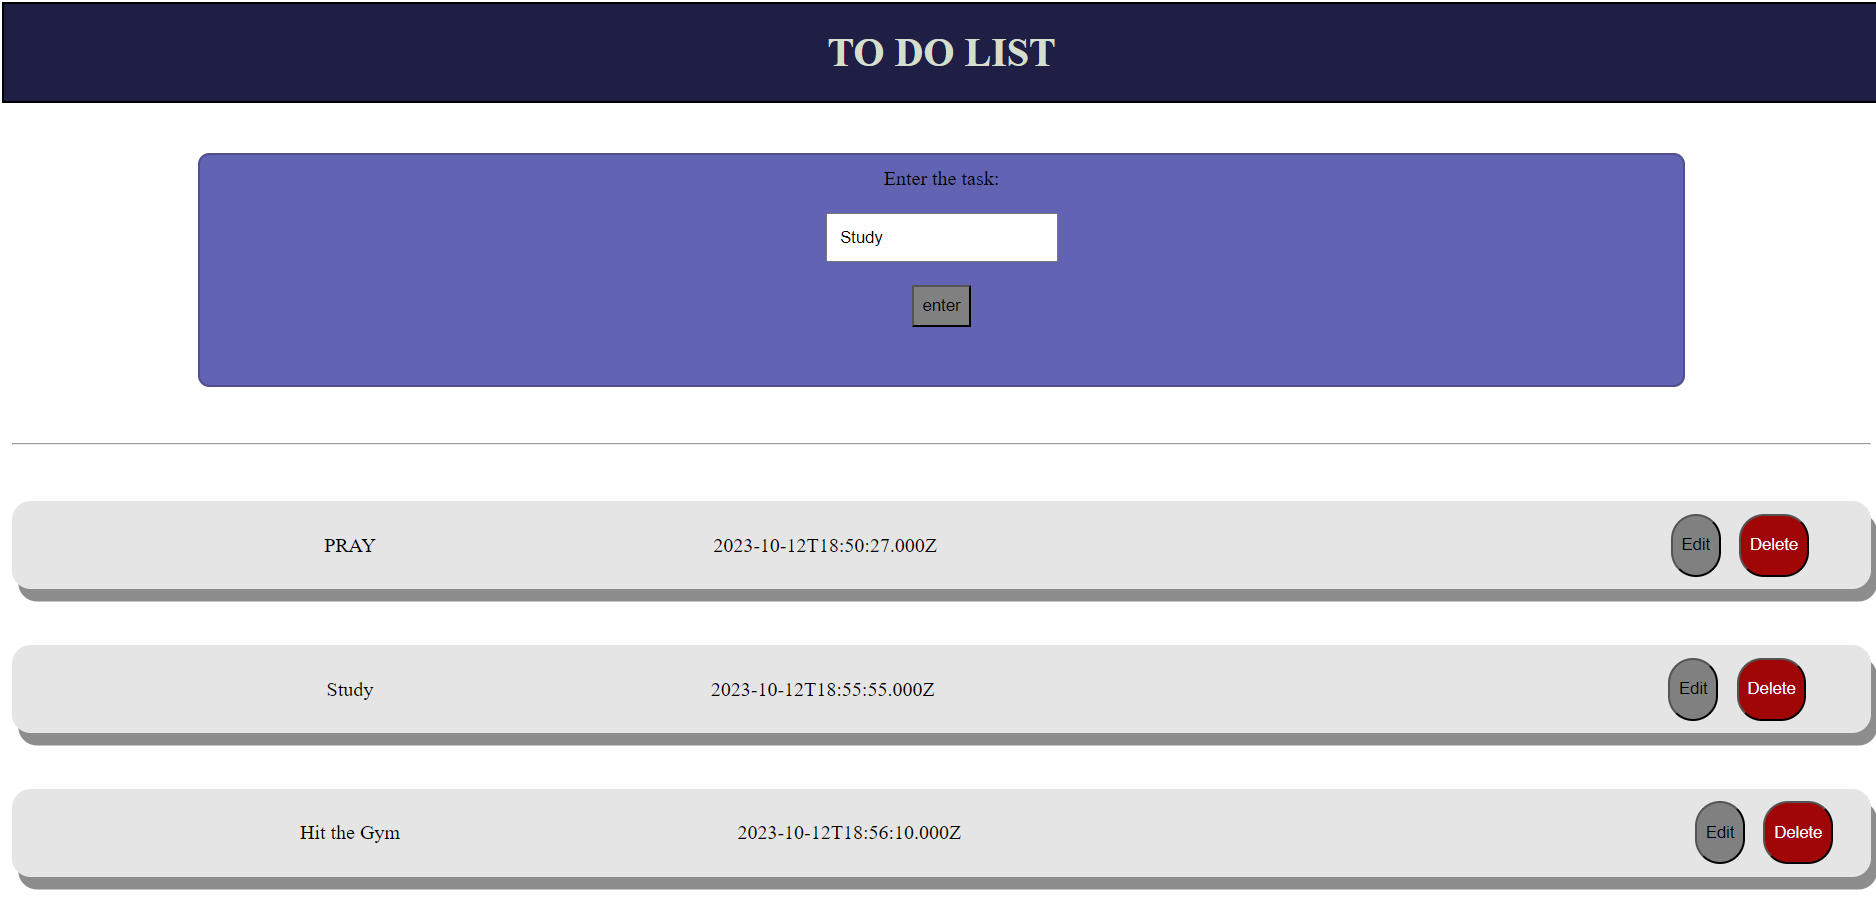 TO DO LIST
Enter the task:
Study
enter
PRAY 2023-10-12T18:50:27.000Z Edit Delete
Study 2023-10-12T18:55:55.000Z Edit Delete
Hit the Gym 2023-10-12T18:56:10.000Z Edit Delete